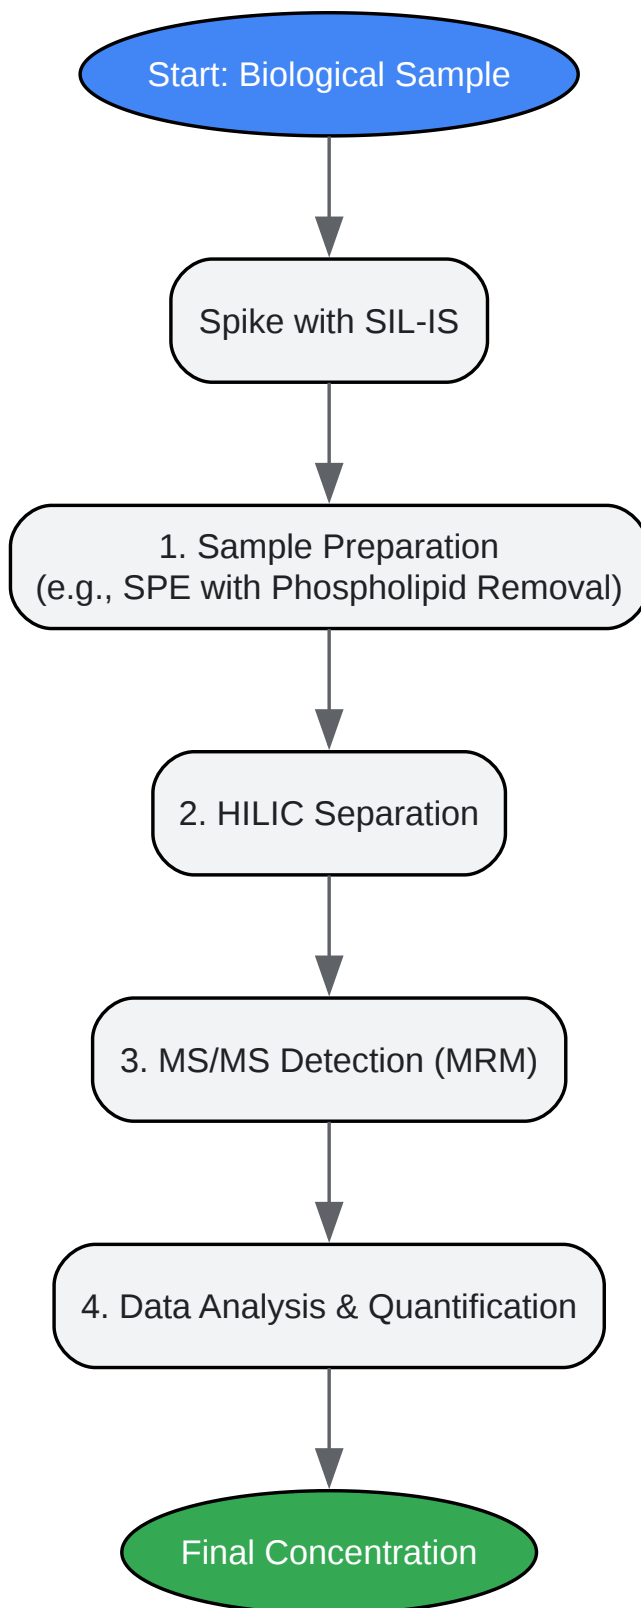 Start: Biological Sample
Spike with SIL-IS
1. Sample Preparation
(e.g., SPE with Phospholipid Removal)
2. HILIC Separation
3. MS/MS Detection (MRM)
4. Data Analysis & Quantification
Final Concentration